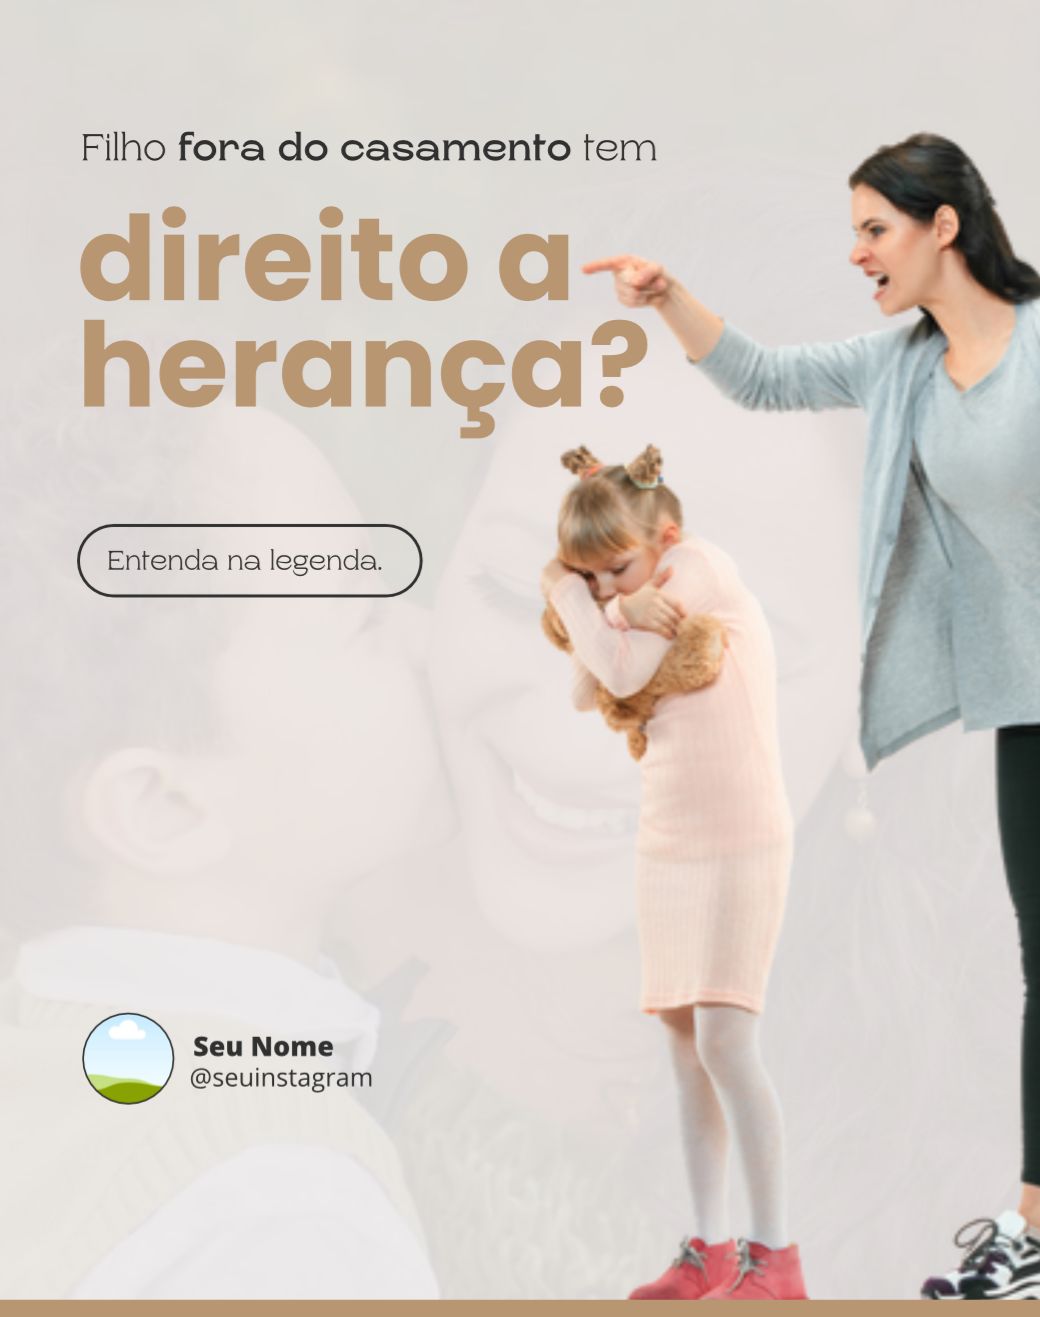 Filho fora do casamento tem
direito a
herança?
Entenda na legenda.
Seu Nome
@seuinstagram